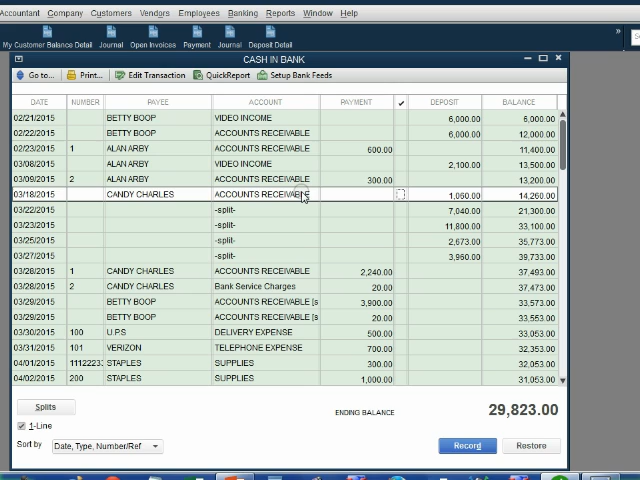 Accountant Company Customers Vendors Employees Banking Reports Window Help
My Customer Balance Detail Journal Open Invoices Payment Journal Deposit Detail
CASH IN BANK
Go to... Print... Edit Transaction QuickReport Setup Bank Feeds
DATE NUMBER PAYEE ACCOUNT PAYMENT ✔ DEPOSIT BALANCE
02/21/2015 BETTY BOOP VIDEO INCOME 6,000.00 6,000.00
02/22/2015 BETTY BOOP ACCOUNTS RECEIVABLE 6,000.00 12,000.00
02/23/2015 1 ALAN ARBY ACCOUNTS RECEIVABLE 600.00 11,400.00
03/08/2015 ALAN ARBY VIDEO INCOME 2,100.00 13,500.00
03/09/2015 2 ALAN ARBY ACCOUNTS RECEIVABLE 300.00 13,200.00
03/18/2015 CANDY CHARLES ACCOUNTS RECEIVABLE 1,060.00 14,260.00
03/22/2015 -split- 7,040.00 21,300.00
03/23/2015 -split- 11,800.00 33,100.00
03/25/2015 -split- 2,673.00 35,773.00
03/27/2015 -split- 3,960.00 39,733.00
03/28/2015 1 CANDY CHARLES ACCOUNTS RECEIVABLE 2,240.00 37,493.00
03/28/2015 2 CANDY CHARLES Bank Service Charges 20.00 37,473.00
03/29/2015 BETTY BOOP ACCOUNTS RECEIVABLE [s 3,900.00 33,573.00
03/29/2015 BETTY BOOP ACCOUNTS RECEIVABLE [s 20.00 33,553.00
03/30/2015 100 U.P.S DELIVERY EXPENSE 500.00 33,053.00
03/31/2015 101 VERIZON TELEPHONE EXPENSE 700.00 32,353.00
04/01/2015 11122233 STAPLES SUPPLIES 300.00 32,053.00
04/02/2015 200 STAPLES SUPPLIES 1,000.00 31,053.00
Splits
ENDING BALANCE 29,823.00
1-Line
Sort by Date, Type, Number/Ref Record Restore